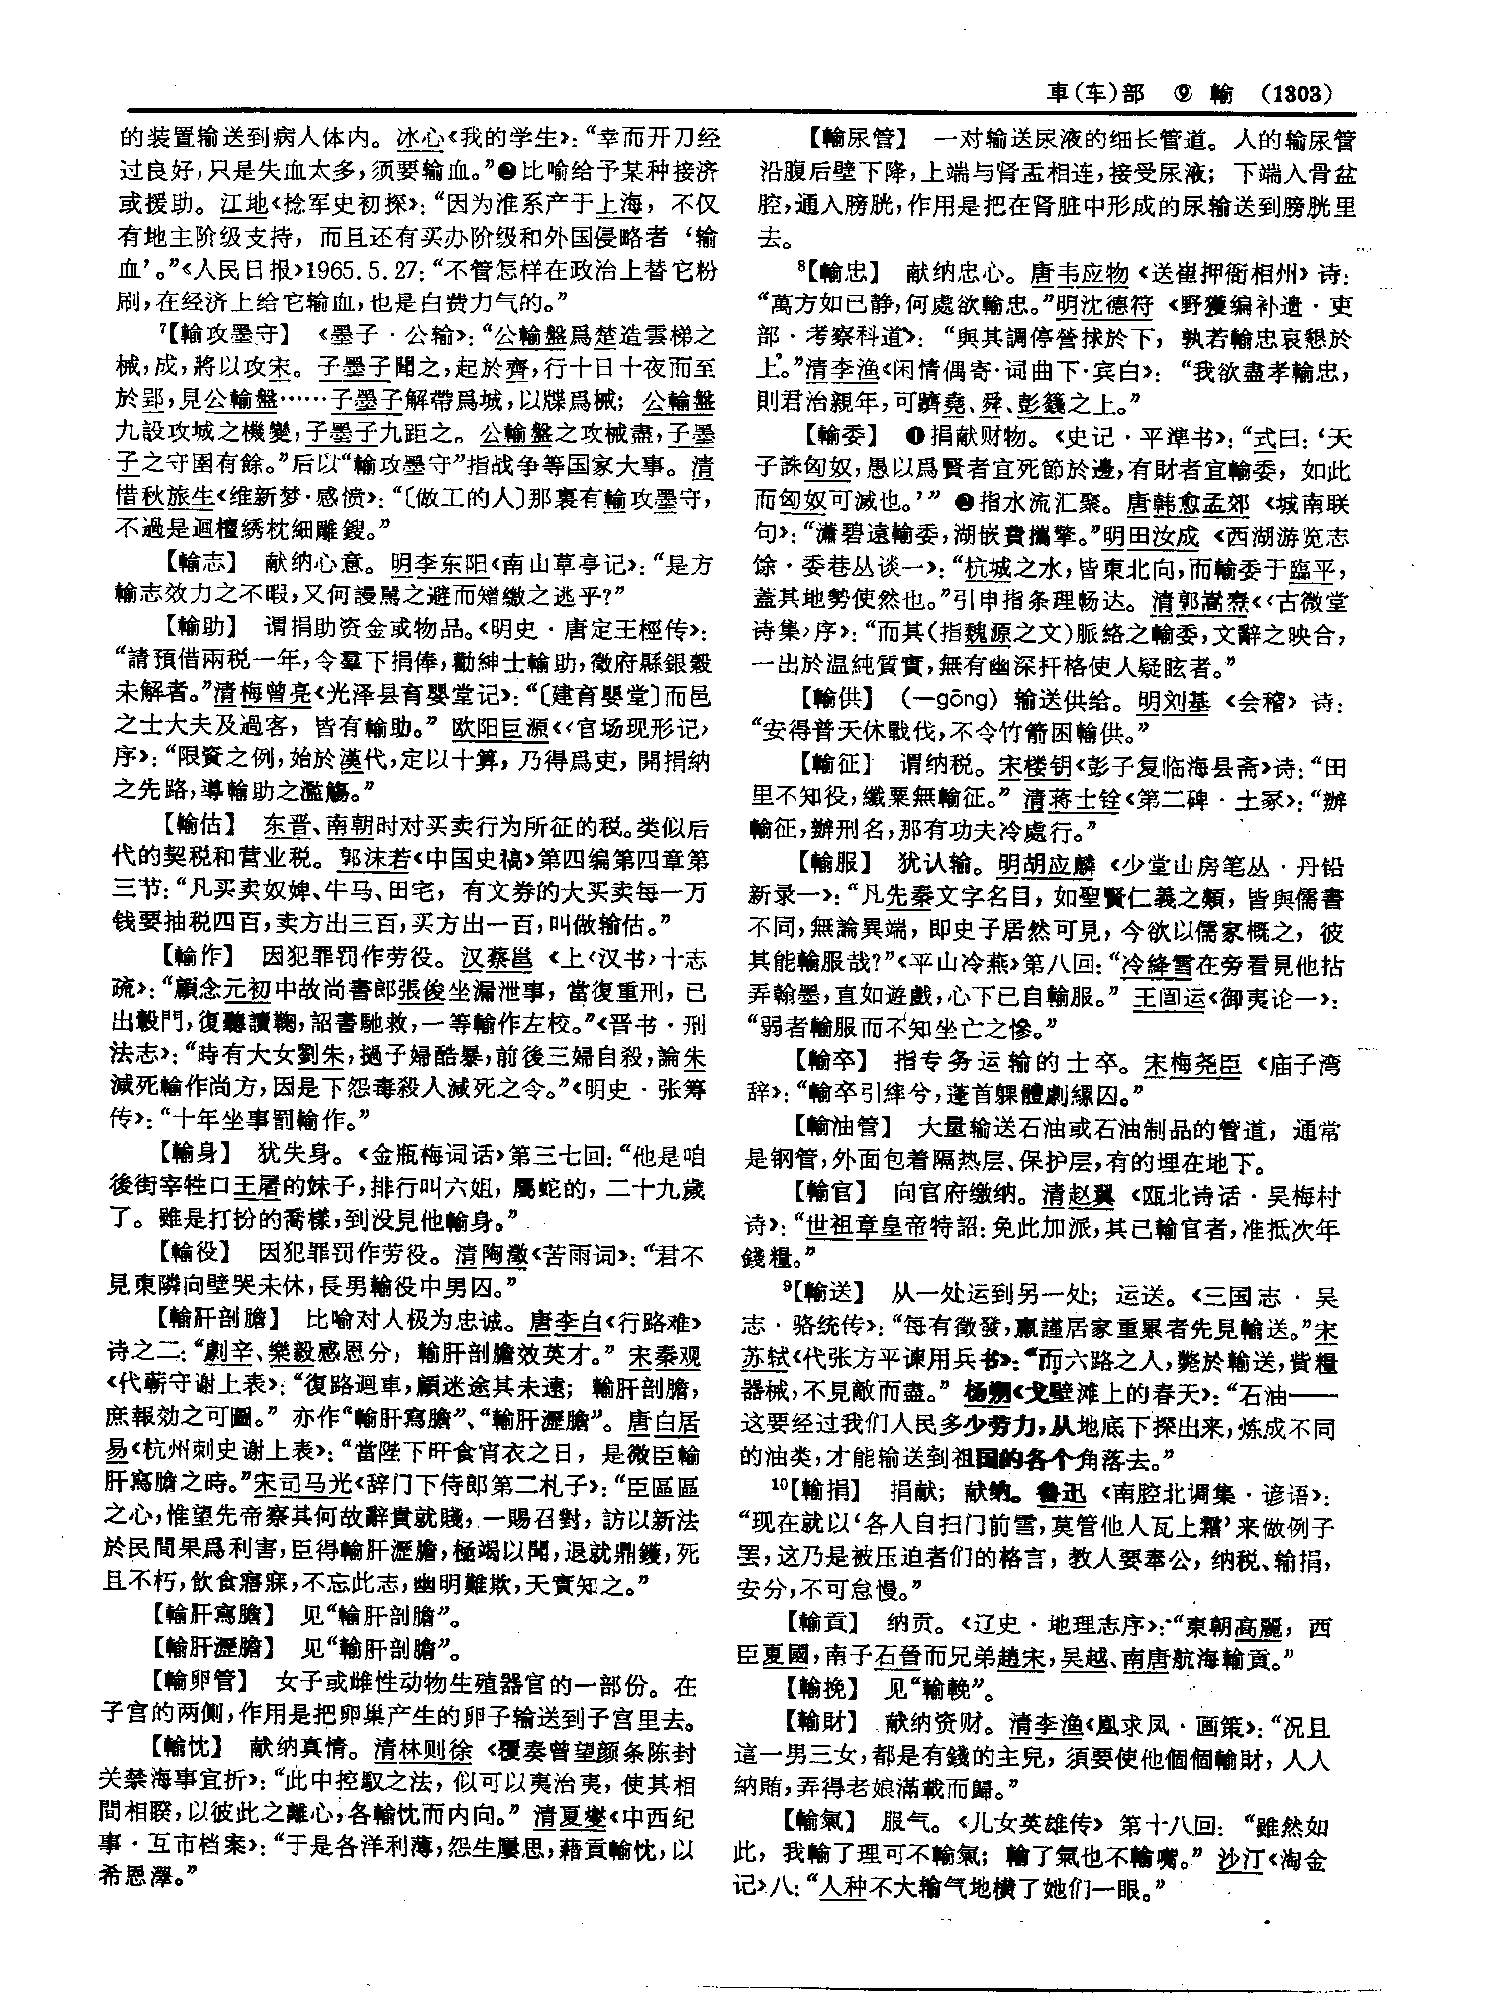 車(车)部 ⑨ 輸 (1303)
的装置输送到病人体内。冰心《我的学生》：“幸而开刀经
过良好，只是失血太多，须要输血。”❷比喻给予某种接济
或援助。江地《捻军史初探》：“因为淮系产于上海，不仅
有地主阶级支持，而且还有买办阶级和外国侵略者‘输
血’。”《人民日报》1965.5.27：“不管怎样在政治上替它粉
刷，在经济上给它输血，也是白费力气的。”
⁷【輸攻墨守】 《墨子·公输》：“公輸盤爲楚造雲梯之
械，成，將以攻宋。子墨子聞之，起於齊，行十日十夜而至
於郢，見公輸盤……子墨子解帶爲城，以牒爲械；公輸盤
九設攻城之機變，子墨子九距之。公輸盤之攻械盡，子墨
子之守圉有餘。”后以“輸攻墨守”指战争等国家大事。清
惜秋旅生《维新梦·感愤》：“〔做工的人〕那裏有輸攻墨守，
不過是迴檀綉枕細雕鎪。”
【輸志】 献纳心意。明李东阳《南山草亭记》：“是方
輸志效力之不暇，又何謾罵之避而矰繳之逃乎？”
【輸助】 谓捐助资金或物品。《明史·唐定王桱传》：
“請預借兩税一年，令羣下捐俸，勸紳士輸助，徵府縣銀穀
未解者。”清梅曾亮《光泽县育婴堂记》：“〔建育嬰堂〕而邑
之士大夫及過客，皆有輸助。”欧阳巨源《〈官场现形记〉
序》：“限資之例，始於漢代，定以十算，乃得爲吏，開捐納
之先路，導輸助之濫觴。”
【輸估】 东晋、南朝时对买卖行为所征的税。类似后
代的契税和营业税。郭沫若《中国史稿》第四编第四章第
三节：“凡买卖奴婢、牛马、田宅，有文券的大买卖每一万
钱要抽税四百，卖方出三百，买方出一百，叫做输估。”
【輸作】 因犯罪罚作劳役。汉蔡邕《上〈汉书〉十志
疏》：“顧念元初中故尚書郎張俊坐漏泄事，當復重刑，已
出轂門，復聽讀鞠，詔書馳救，一等輸作左校。”《晋书·刑
法志》：“時有大女劉朱，撾子婦酷暴，前後三婦自殺，論朱
減死輸作尚方，因是下怨毒殺人減死之令。”《明史·张筹
传》：“十年坐事罰輸作。”
【輸身】 犹失身。《金瓶梅词话》第三七回：“他是咱
後街宰牲口王屠的妹子，排行叫六姐，屬蛇的，二十九歲
了。雖是打扮的喬樣，到没見他輸身。”
【輸役】 因犯罪罚作劳役。清陶澂《苦雨词》：“君不
見東隣向壁哭未休，長男輸役中男囚。”
【輸肝剖膽】 比喻对人极为忠诚。唐李白《行路难》
诗之二：“劇辛、樂毅感恩分，輸肝剖膽效英才。”宋秦观
《代蕲守谢上表》：“復路迴車，顧迷途其未遠；輸肝剖膽，
庶報効之可圖。”亦作“輸肝寫膽”、“輸肝瀝膽”。唐白居
易《杭州刺史谢上表》：“當陛下旰食宵衣之日，是微臣輸
肝寫膽之時。”宋司马光《辞门下侍郎第二札子》：“臣區區
之心，惟望先帝察其何故辭貴就賤，一賜召對，訪以新法
於民間果爲利害，臣得輸肝瀝膽，極竭以聞，退就鼎鑊，死
且不朽，飲食寤寐，不忘此志，幽明難欺，天實知之。”
【輸肝寫膽】 见“輸肝剖膽”。
【輸肝瀝膽】 见“輸肝剖膽”。
【輸卵管】 女子或雌性动物生殖器官的一部份。在
子宫的两侧，作用是把卵巢产生的卵子输送到子宫里去。
【輸忱】 献纳真情。清林则徐《覆奏曾望颜条陈封
关禁海事宜折》：“此中控馭之法，似可以夷治夷，使其相
間相睽，以彼此之離心，各輸忱而内向。”清夏燮《中西纪
事·互市档案》：“于是各洋利薄，怨生屢思，藉貢輸忱，以
希恩澤。”
【輸尿管】 一对输送尿液的细长管道。人的输尿管
沿腹后壁下降，上端与肾盂相连，接受尿液；下端入骨盆
腔，通入膀胱，作用是把在肾脏中形成的尿输送到膀胱里
去。
⁸【輸忠】 献纳忠心。唐韦应物《送崔押衙相州》诗：
“萬方如已静，何處欲輸忠。”明沈德符《野獲编补遗·吏
部·考察科道》：“與其調停營捄於下，孰若輸忠哀懇於
上。”清李渔《闲情偶寄·词曲下·宾白》：“我欲盡孝輸忠，
則君治親年，可躋堯、舜、彭籛之上。”
【輸委】 ❶捐献财物。《史记·平準书》：“式曰：‘天
子誅匈奴，愚以爲賢者宜死節於邊，有財者宜輸委，如此
而匈奴可滅也。’” ❷指水流汇聚。唐韩愈孟郊《城南联
句》：“瀟碧遠輸委，湖嵌費攜擎。”明田汝成《西湖游览志
馀·委巷丛谈一》：“杭城之水，皆東北向，而輸委于臨平，
蓋其地勢使然也。”引申指条理畅达。清郭嵩焘《〈古微堂
诗集〉序》：“而其（指魏源之文）脈絡之輸委，文辭之映合，
一出於温純質實，無有幽深扞格使人疑眩者。”
【輸供】 （—gōng）输送供给。明刘基《会稽》诗：
“安得普天休戰伐，不令竹箭困輸供。”
【輸征】 谓纳税。宋楼钥《彭子复临海县斋》诗：“田
里不知役，纖粟無輸征。”清蒋士铨《第二碑·土冢》：“辦
輸征，辦刑名，那有功夫冷處行。”
【輸服】 犹认输。明胡应麟《少室山房笔丛·丹铅
新录一》：“凡先秦文字名目，如聖賢仁義之類，皆與儒書
不同，無論異端，即史子居然可見，今欲以儒家概之，彼
其能輸服哉？”《平山冷燕》第八回：“冷絳雪在旁看見他拈
弄翰墨，直如遊戲，心下已自輸服。”王闿运《御夷论一》：
“弱者輸服而不知坐亡之慘。”
【輸卒】 指专务运输的士卒。宋梅尧臣《庙子湾
辞》：“輸卒引縴兮，蓬首躶體劇縲囚。”
【輸油管】 大量输送石油或石油制品的管道，通常
是钢管，外面包着隔热层、保护层，有的埋在地下。
【輸官】 向官府缴纳。清赵翼《瓯北诗话·吴梅村
诗》：“世祖章皇帝特詔：免此加派，其已輸官者，准抵次年
錢糧。”
⁹【輸送】 从一处运到另一处；运送。《三国志·吴
志·骆统传》：“每有徵發，羸謹居家重累者先見輸送。”宋
苏轼《代张方平谏用兵书》：“而六路之人，斃於輸送，貲糧
器械，不見敵而盡。”杨朔《戈壁滩上的春天》：“石油——
这要经过我们人民多少劳力，从地底下探出来，炼成不同
的油类，才能输送到祖国的各个角落去。”
¹⁰【輸捐】 捐献；献纳。鲁迅《南腔北调集·谚语》：
“现在就以‘各人自扫门前雪，莫管他人瓦上霜’来做例子
罢，这乃是被压迫者们的格言，教人要奉公，纳税、输捐，
安分，不可怠慢。”
【輸貢】 纳贡。《辽史·地理志序》：“東朝高麗，西
臣夏國，南子石晉而兄弟趙宋，吴越、南唐航海輸貢。”
【輸挽】 见“輸輓”。
【輸財】 献纳资财。清李渔《凰求凤·画策》：“况且
這一男三女，都是有錢的主兒，須要使他個個輸財，人人
納賄，弄得老娘滿載而歸。”
【輸氣】 服气。《儿女英雄传》第十八回：“雖然如
此，我輸了理可不輸氣；輸了氣也不輸嘴。”沙汀《淘金
记》八：“人种不大输气地横了她们一眼。”